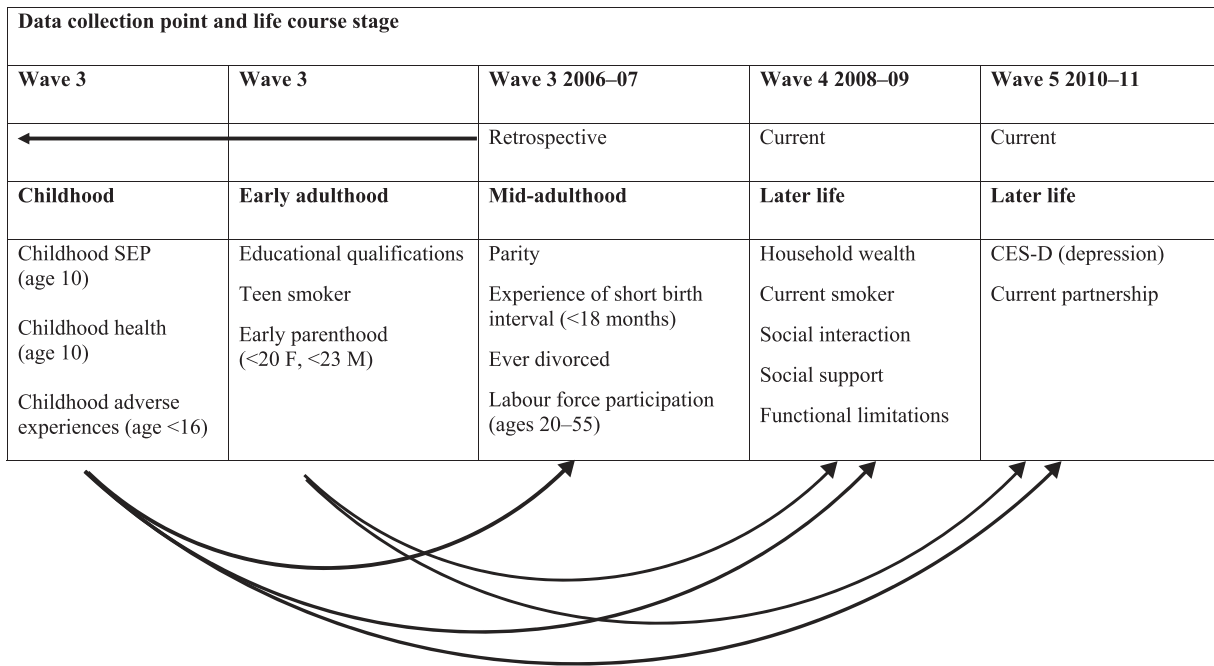 Data collection point and life course stage
Wave 3
Wave 3
Wave 3 2006–07
Wave 4 2008–09
Wave 5 2010–11
Retrospective
Current
Current
Childhood
Early adulthood
Mid-adulthood
Later life
Later life
Childhood SEP
(age 10)
Childhood health
(age 10)
Childhood adverse
experiences (age <16)
Educational qualifications
Teen smoker
Early parenthood
(<20 F, <23 M)
Parity
Experience of short birth
interval (<18 months)
Ever divorced
Labour force participation
(ages 20–55)
Household wealth
Current smoker
Social interaction
Social support
Functional limitations
CES-D (depression)
Current partnership